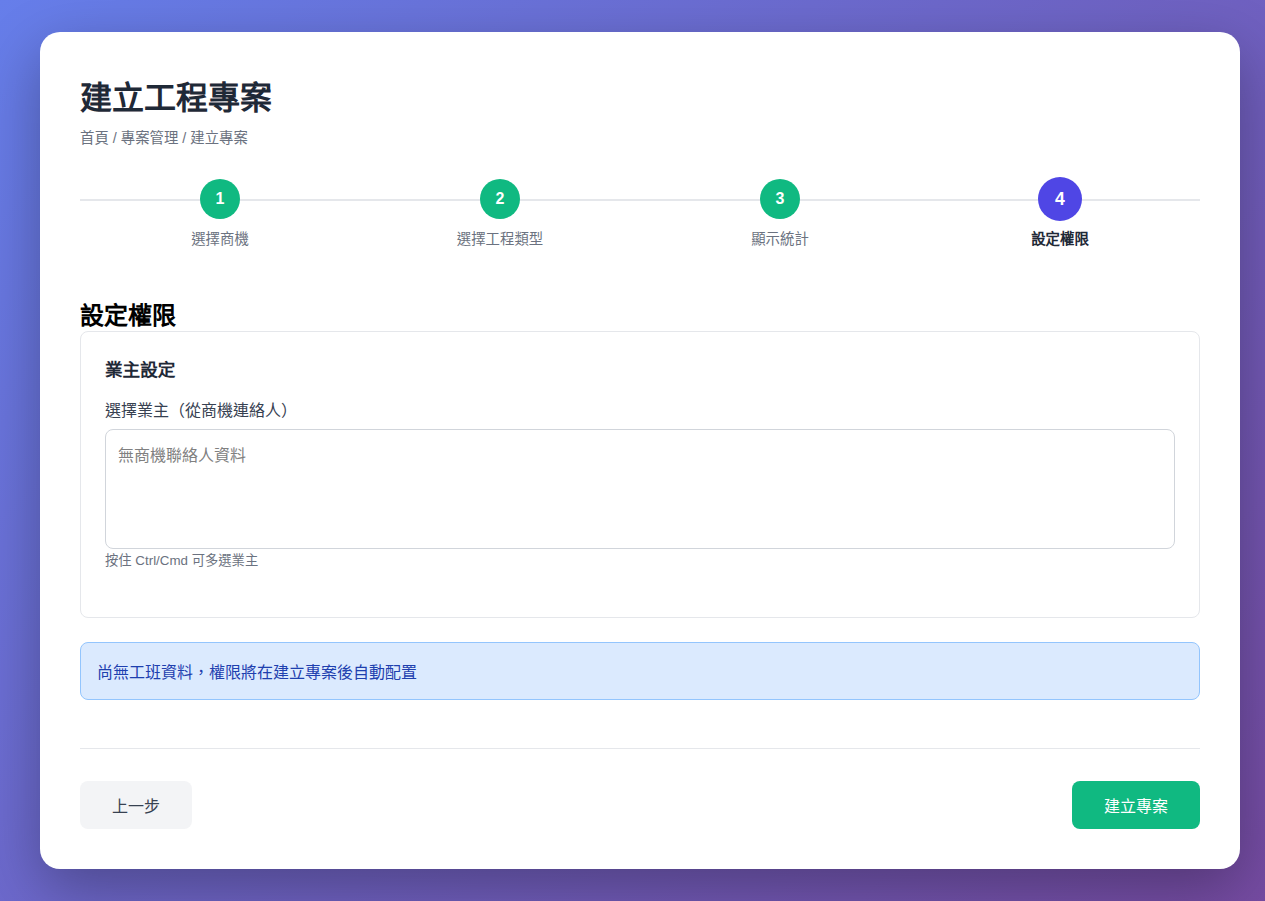 建立工程專案
首頁 / 專案管理 / 建立專案
1
2
3
4
選擇商機
選擇工程類型
顯示統計
設定權限
設定權限
業主設定
選擇業主（從商機連絡人）
無商機聯絡人資料
按住 Ctrl/Cmd 可多選業主
尚無工班資料，權限將在建立專案後自動配置
上一步
建立專案